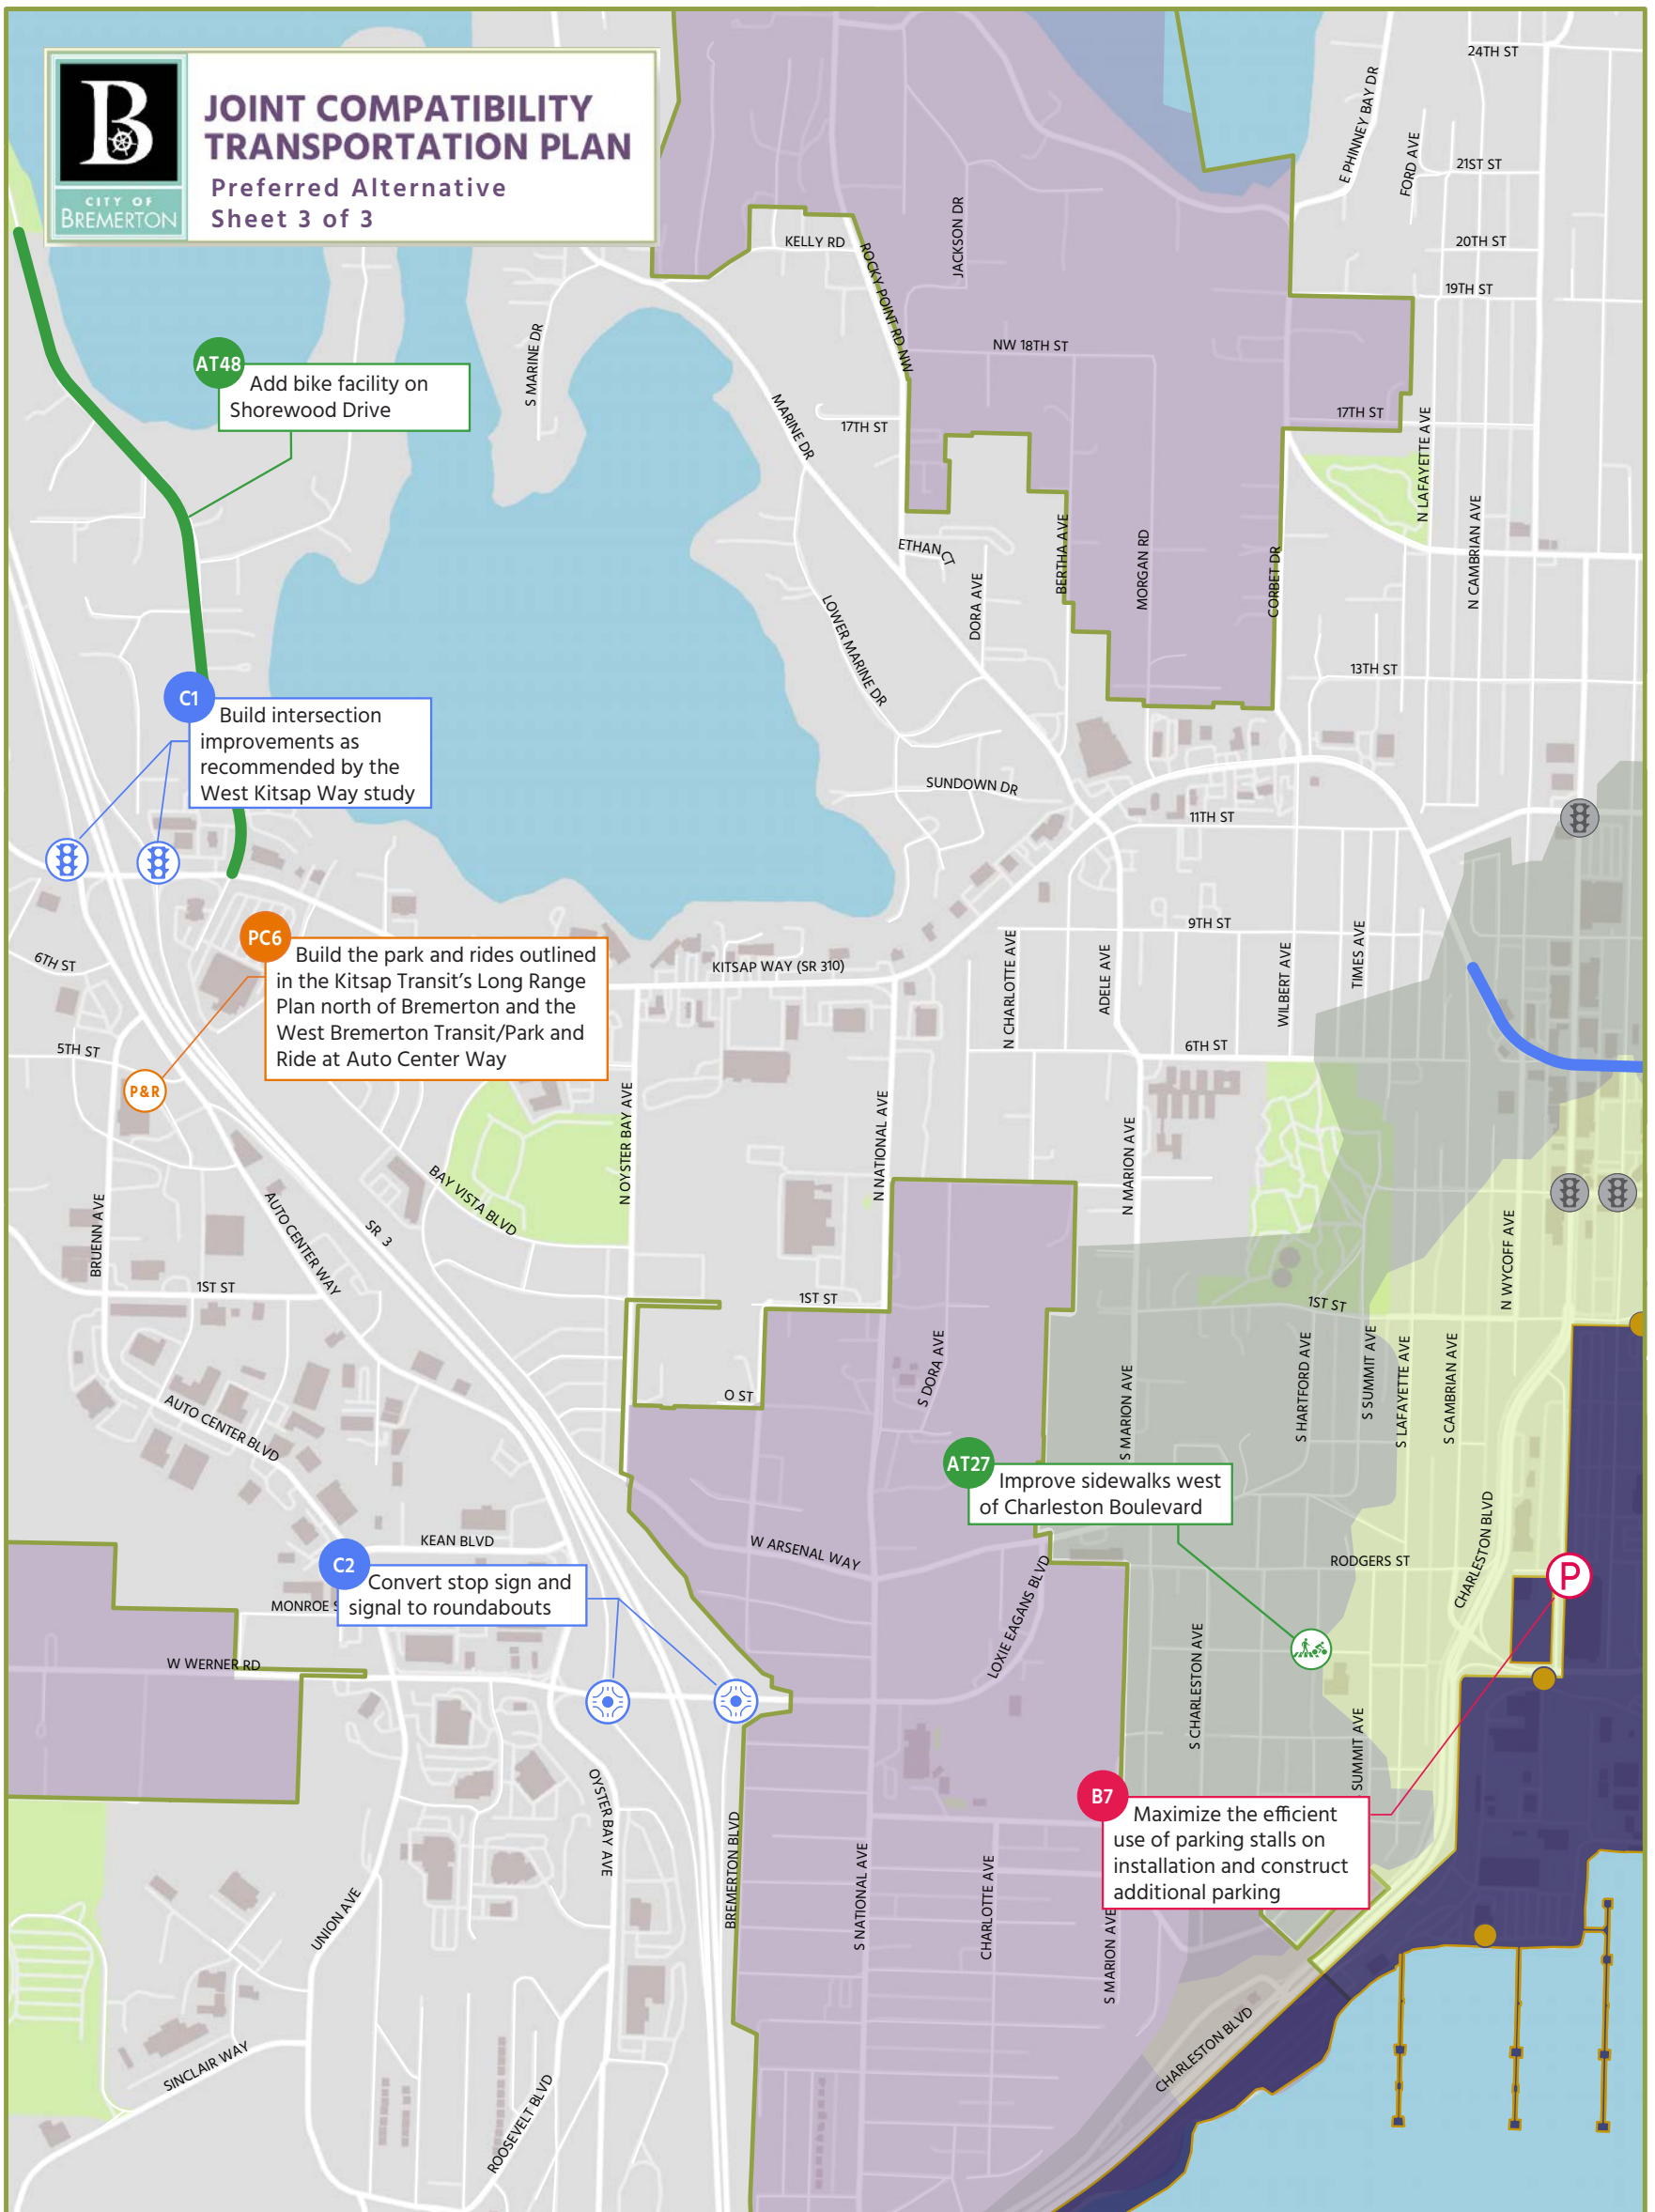 B
CITY OF
BREMERTON
JOINT COMPATIBILITY
TRANSPORTATION PLAN
Preferred Alternative
Sheet 3 of 3
24TH ST
E PHINNEY BAY DR
FORD AVE
21ST ST
20TH ST
19TH ST
KELLY RD
ROCKY POINT RD NW
JACKSON DR
S MARINE DR
NW 18TH ST
AT48
Add bike facility on
Shorewood Drive
MARINE DR
17TH ST
17TH ST
N LAFAYETTE AVE
N CAMBRIAN AVE
ETHAN CT
DORA AVE
BERTHA AVE
MORGAN RD
CORBET DR
LOWER MARINE DR
13TH ST
C1
Build intersection
improvements as
recommended by the
West Kitsap Way study
SUNDOWN DR
11TH ST
9TH ST
6TH ST
PC6
Build the park and rides outlined
in the Kitsap Transit's Long Range
Plan north of Bremerton and the
West Bremerton Transit/Park and
Ride at Auto Center Way
KITSAP WAY (SR 310)
N CHARLOTTE AVE
ADELE AVE
WILBERT AVE
TIMES AVE
5TH ST
6TH ST
P&R
N OYSTER BAY AVE
N NATIONAL AVE
N MARION AVE
BAY VISTA BLVD
BRUENN AVE
AUTO CENTER WAY
SR 3
N WYCOFF AVE
1ST ST
1ST ST
1ST ST
S DORA AVE
S MARION AVE
S HARTFORD AVE
S SUMMIT AVE
S LAFAYETTE AVE
S CAMBRIAN AVE
O ST
AUTO CENTER BLVD
AT27
Improve sidewalks west
of Charleston Boulevard
CHARLESTON BLVD
KEAN BLVD
W ARSENAL WAY
RODGERS ST
P
C2
Convert stop sign and
signal to roundabouts
MONROE S
LOXIE EAGANS BLVD
W WERNER RD
S CHARLESTON AVE
SUMMIT AVE
OYSTER BAY AVE
BREMERTON BLVD
B7
Maximize the efficient
use of parking stalls on
installation and construct
additional parking
UNION AVE
S NATIONAL AVE
CHARLOTTE AVE
S MARION AVE
SINCLAIR WAY
ROOSEVELT BLVD
CHARLESTON BLVD